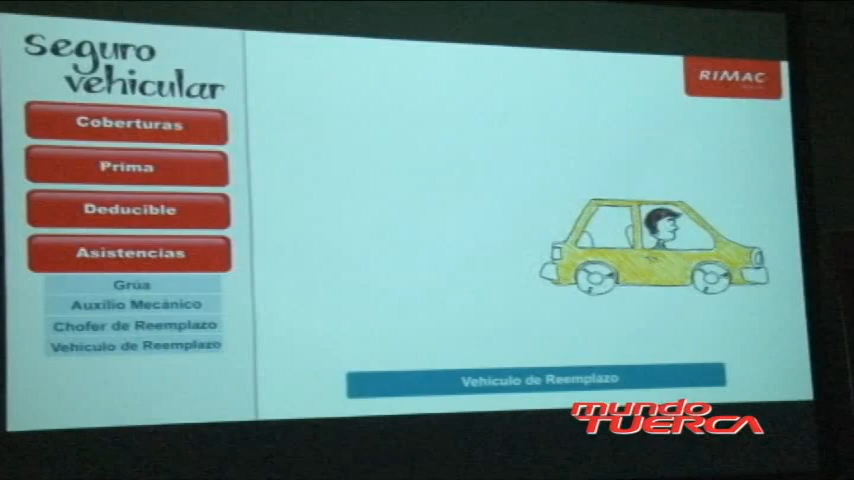 seguro
vehicular
Coberturas
Prima
Deducible
Asistencias
Grúa
Auxilio Mecánico
Chofer de Reemplazo
Vehículo de Reemplazo
RIMAC
Vehículo de Reemplazo
mundo
TUERCA